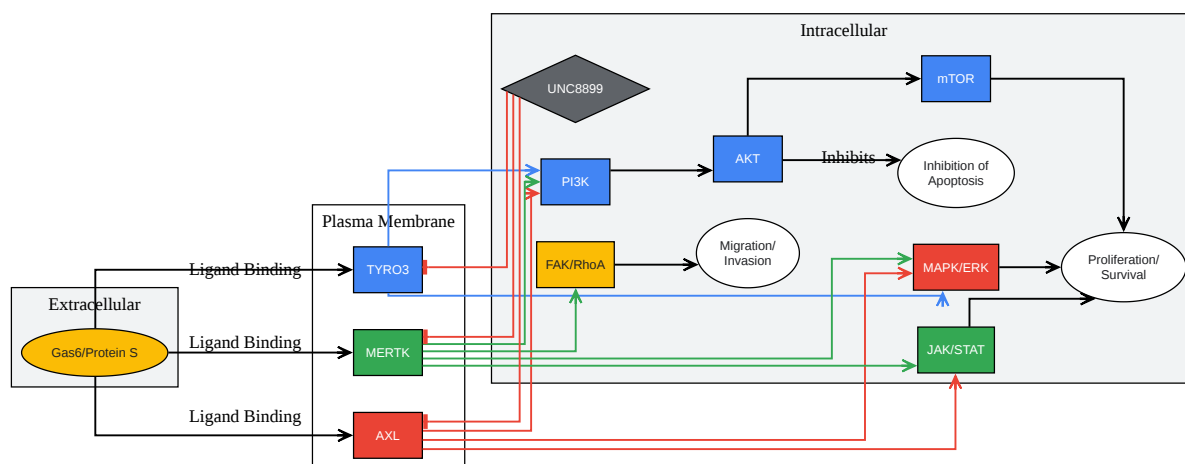 Intracellular
UNC8899
mTOR
AKT
Inhibits
Inhibition of
Apoptosis
PI3K
Plasma Membrane
Migration/
Invasion
TYRO3
Ligand Binding
FAK/RhoA
MAPK/ERK
Proliferation/
Survival
Extracellular
Gas6/Protein S
Ligand Binding
MERTK
JAK/STAT
Ligand Binding
AXL